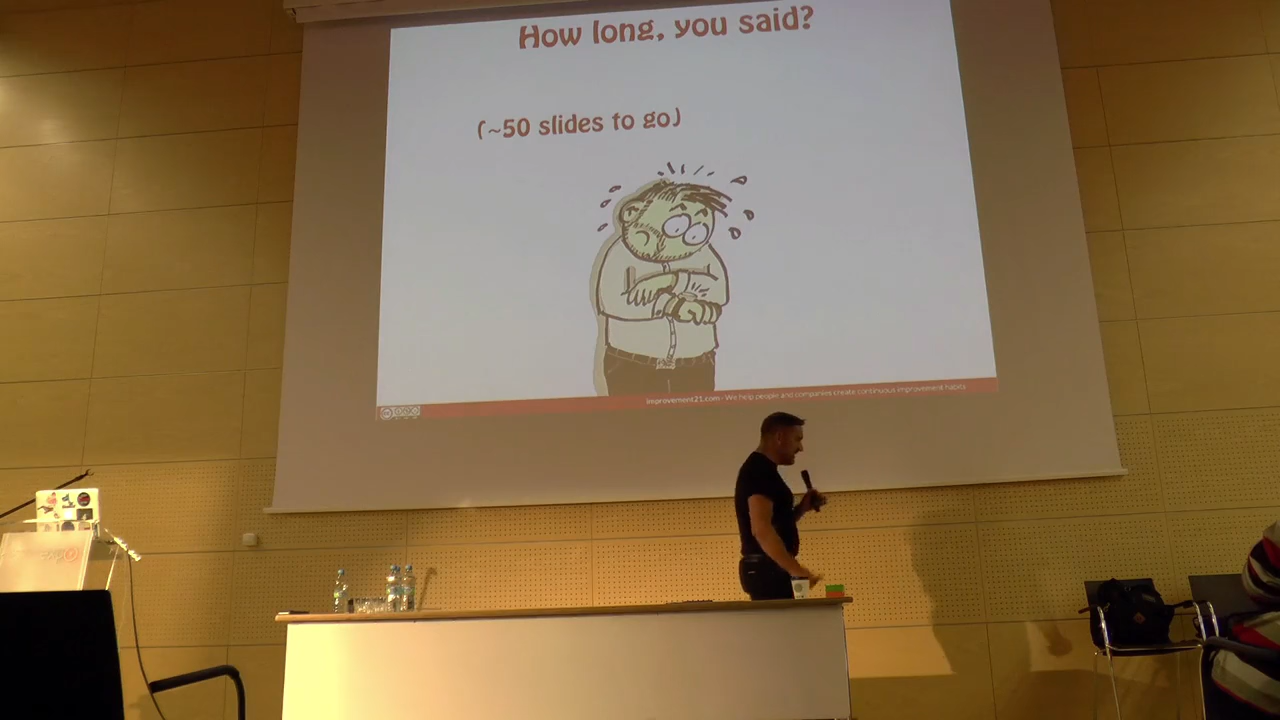 How long, you said?
(~50 slides to go)
improvement21.com - We help people and companies create continuous improvement habits